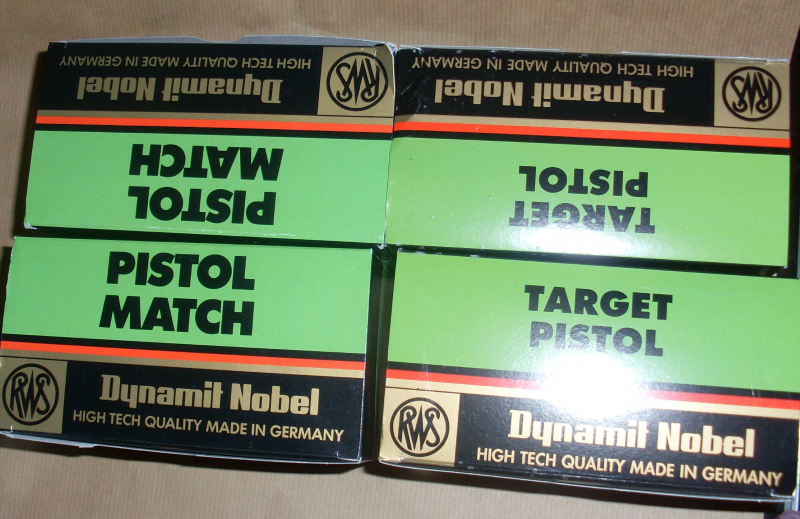 HIGH TECH QUALITY MADE IN GERMANY
Dynamit Nobel
RWS
PISTOL
MATCH
HIGH TECH QUALITY MADE IN GERMANY
Dynamit Nobel
RWS
TARGET
PISTOL
PISTOL
MATCH
RWS
Dynamit Nobel
HIGH TECH QUALITY MADE IN GERMANY
TARGET
PISTOL
RWS
Dynamit Nobel
HIGH TECH QUALITY MADE IN GERMANY